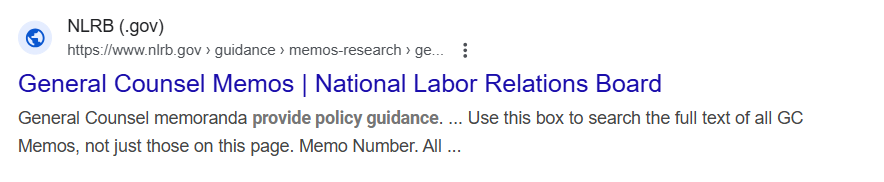 NLRB (.gov)
https://www.nlrb.gov › guidance › memos-research › ge...
General Counsel Memos | National Labor Relations Board
General Counsel memoranda provide policy guidance. ... Use this box to search the full text of all GC
Memos, not just those on this page. Memo Number. All ...